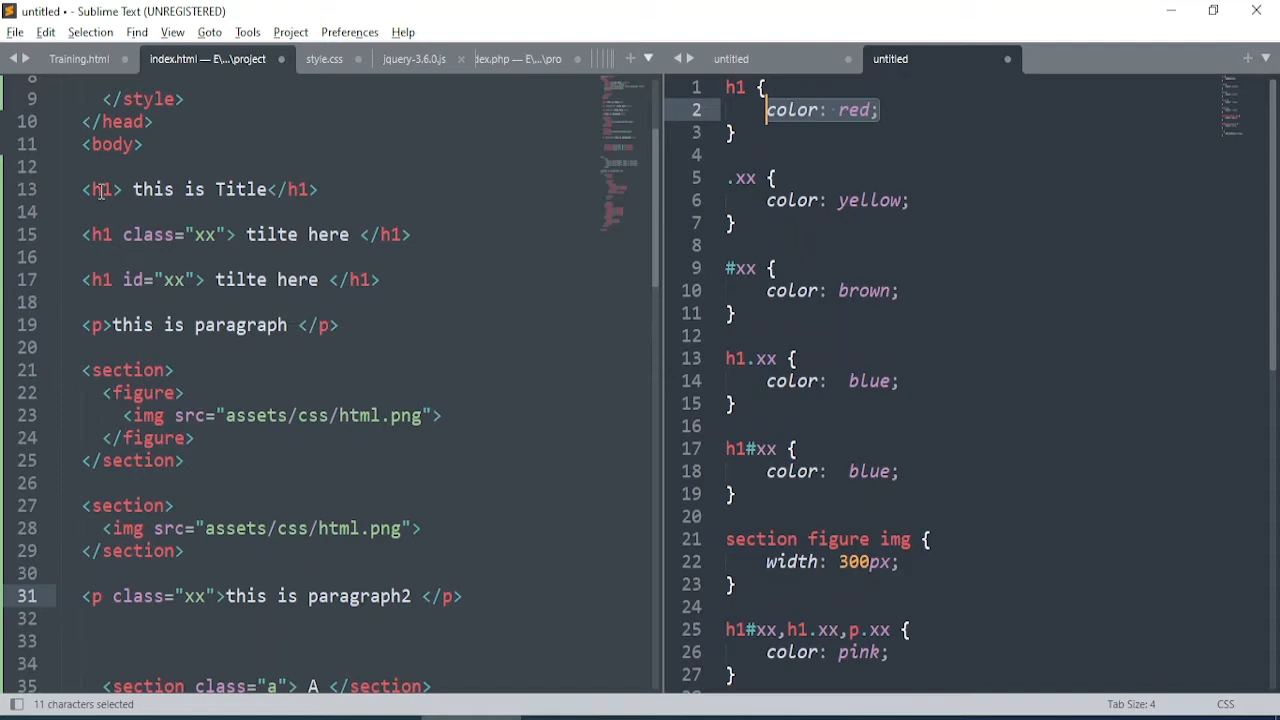 untitled • - Sublime Text (UNREGISTERED)
File Edit Selection Find View Goto Tools Project Preferences Help
Training.html index.html — E\...\project style.css jquery-3.6.0.js dex.php — E\...\pro untitled untitled
8
9 </style>
10 </head>
11 <body>
12
13 <h1> this is Title</h1>
14
15 <h1 class="xx"> tilte here </h1>
16
17 <h1 id="xx"> tilte here </h1>
18
19 <p>this is paragraph </p>
20
21 <section>
22 <figure>
23 <img src="assets/css/html.png">
24 </figure>
25 </section>
26
27 <section>
28 <img src="assets/css/html.png">
29 </section>
30
31 <p class="xx">this is paragraph2 </p>
32
33
34
35 <section class="a"> A </section>
1 h1 {
2 color: red;
3 }
4
5 .xx {
6 color: yellow;
7 }
8
9 #xx {
10 color: brown;
11 }
12
13 h1.xx {
14 color:  blue;
15 }
16
17 h1#xx {
18 color:  blue;
19 }
20
21 section figure img {
22 width: 300px;
23 }
24
25 h1#xx,h1.xx,p.xx {
26 color: pink;
27 }
11 characters selected Tab Size: 4 CSS